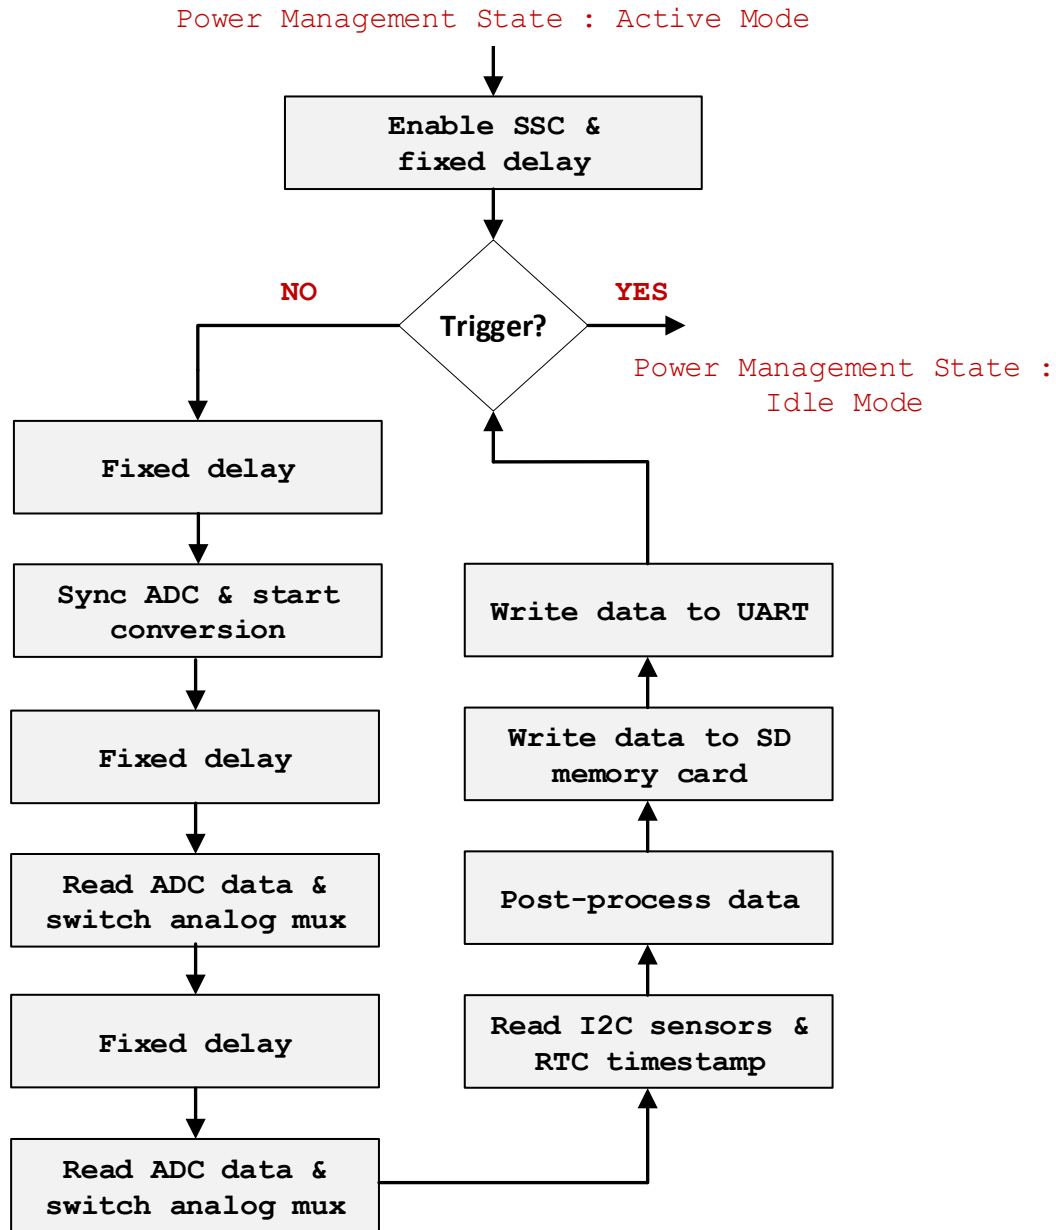 Power Management State : Active Mode
Enable SSC &
fixed delay
NO
YES
Trigger?
Power Management State :
Idle Mode
Fixed delay
Sync ADC & start
conversion
Fixed delay
Read ADC data &
switch analog mux
Fixed delay
Read ADC data &
switch analog mux
Read I2C sensors &
RTC timestamp
Post-process data
Write data to SD
memory card
Write data to UART